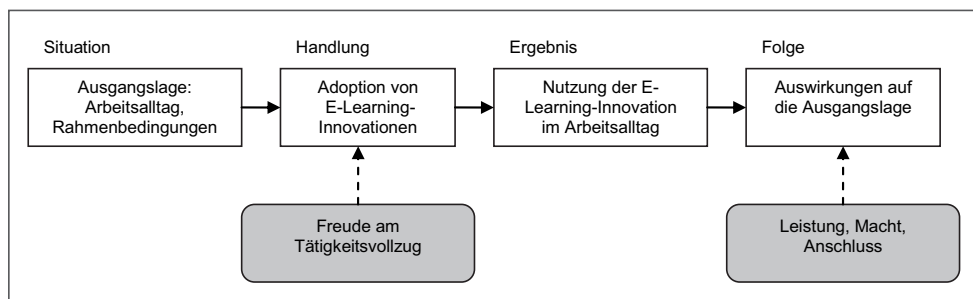 Situation
Handlung
Ergebnis
Folge
Ausgangslage:
Arbeitsalltag,
Rahmenbedingungen
Adoption von
E-Learning-
Innovationen
Nutzung der E-
Learning-Innovation
im Arbeitsalltag
Auswirkungen auf
die Ausgangslage
Freude am
Tätigkeitsvollzug
Leistung, Macht,
Anschluss